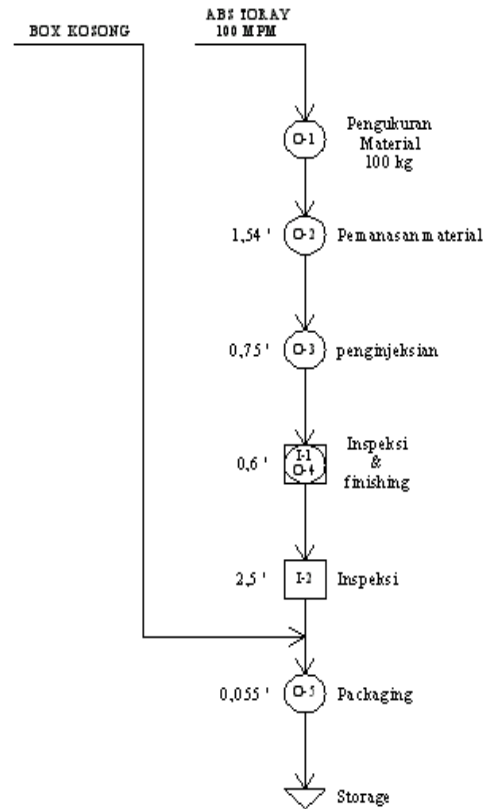 BOX KOSONG
ABS TORAY
100 MPM
O-1
Pengukuran
Material
100 kg
1,54 '
O-2
Pemanasan material
0,75 '
O-3
penginjeksian
0,6 '
I-1
O-4
Inspeksi
&
finishing
2,5 '
I-2
Inspeksi
0,055 '
O-5
Packaging
Storage